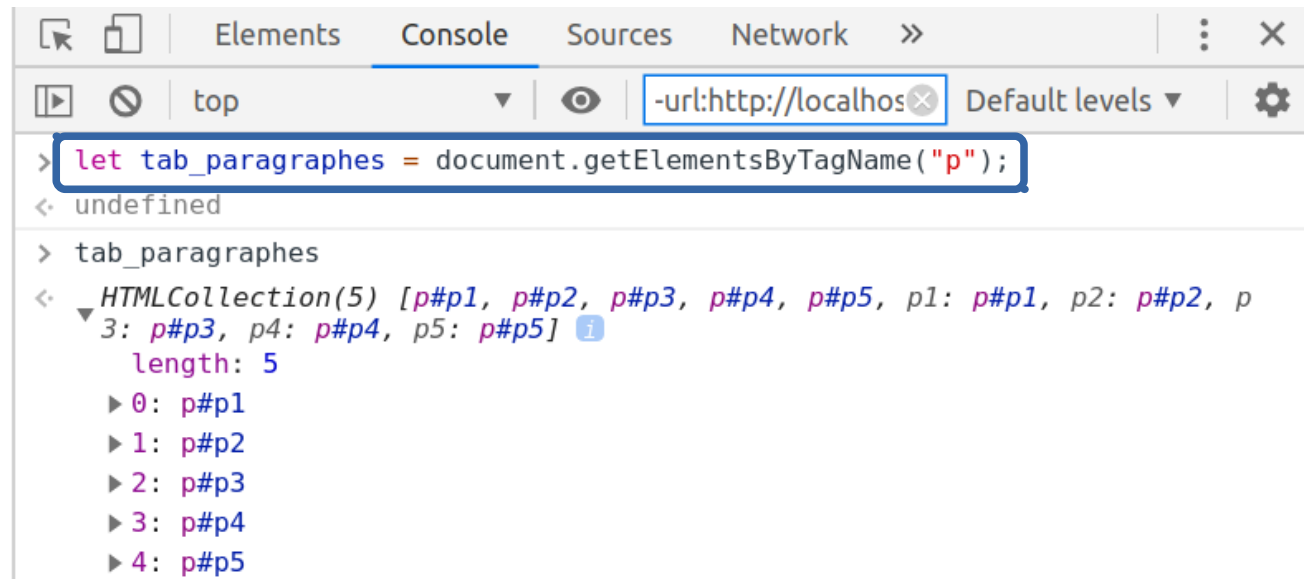 Elements Console Sources Network »
top ▼ -url:http://localhos Default levels ▼
> let tab_paragraphes = document.getElementsByTagName("p");
undefined
> tab_paragraphes
HTMLCollection(5) [p#p1, p#p2, p#p3, p#p4, p#p5, p1: p#p1, p2: p#p2, p
3: p#p3, p4: p#p4, p5: p#p5] i
length: 5
0: p#p1
1: p#p2
2: p#p3
3: p#p4
4: p#p5